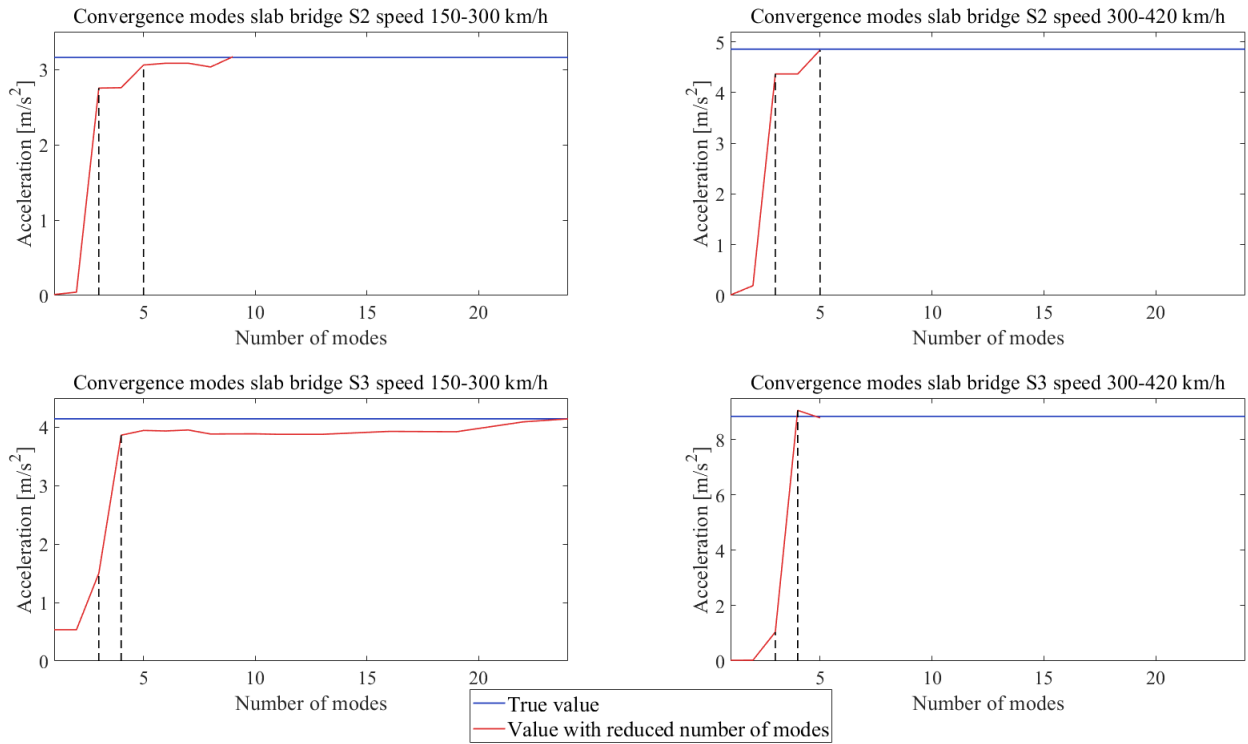 Convergence modes slab bridge S2 speed 150-300 km/h
Acceleration [m/s²]
3
2
1
0
5
10
15
20
Number of modes
Convergence modes slab bridge S2 speed 300-420 km/h
Acceleration [m/s²]
5
4
3
2
1
0
5
10
15
20
Number of modes
Convergence modes slab bridge S3 speed 150-300 km/h
Acceleration [m/s²]
4
3
2
1
0
5
10
15
20
Number of modes
Convergence modes slab bridge S3 speed 300-420 km/h
Acceleration [m/s²]
8
6
4
2
0
5
10
15
20
Number of modes
True value
Value with reduced number of modes